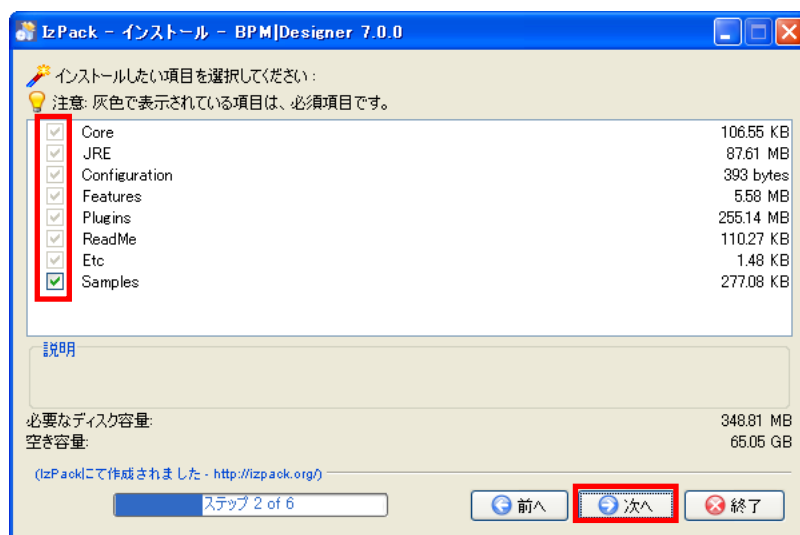 IzPack - インストール - BPM|Designer 7.0.0
インストールしたい項目を選択してください :
注意: 灰色で表示されている項目は、必須項目です。
Core 106.55 KB
JRE 87.61 MB
Configuration 393 bytes
Features 5.58 MB
Plugins 255.14 MB
ReadMe 110.27 KB
Etc 1.48 KB
Samples 277.08 KB
説明
必要なディスク容量: 348.81 MB
空き容量: 65.05 GB
(IzPackにて作成されました - http://izpack.org/)
ステップ 2 of 6 前へ 次へ 終了